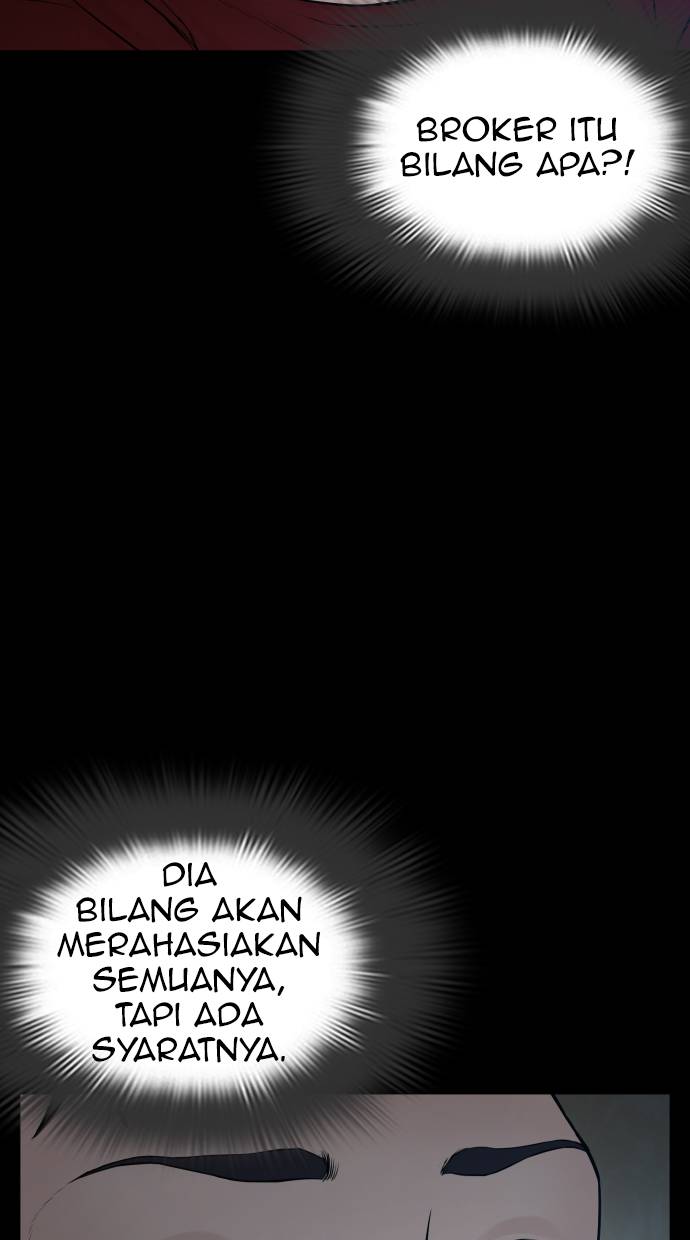 BROKER ITU
BILANG APA?!
DIA
BILANG AKAN
MERAHASIAKAN
SEMUANYA,
TAPI ADA
SYARATNYA.